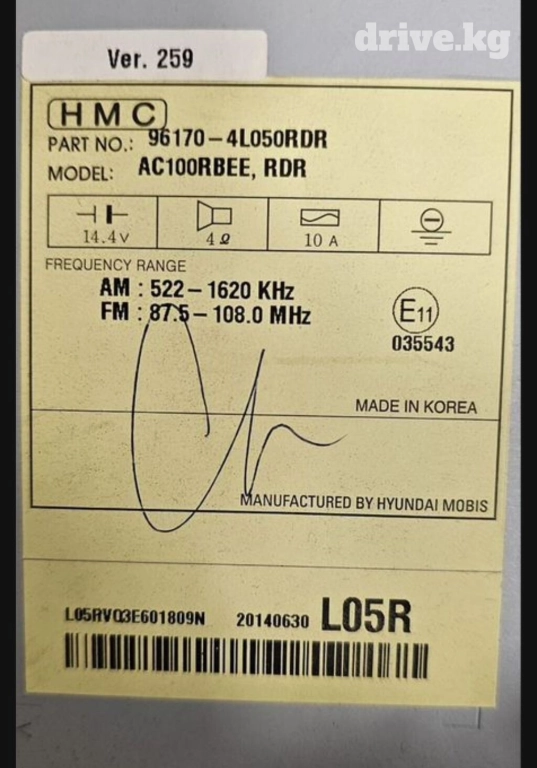 drive.kg
Ver. 259
HMC
PART NO.: 96170-4L050RDR
MODEL: AC100RBEE, RDR
14.4V 4Ω 10 A
FREQUENCY RANGE
AM : 522-1620 KHz
FM : 87.5-108.0 MHz
E11
035543
MADE IN KOREA
MANUFACTURED BY HYUNDAI MOBIS
L05RV03E601809N 20140630 L05R